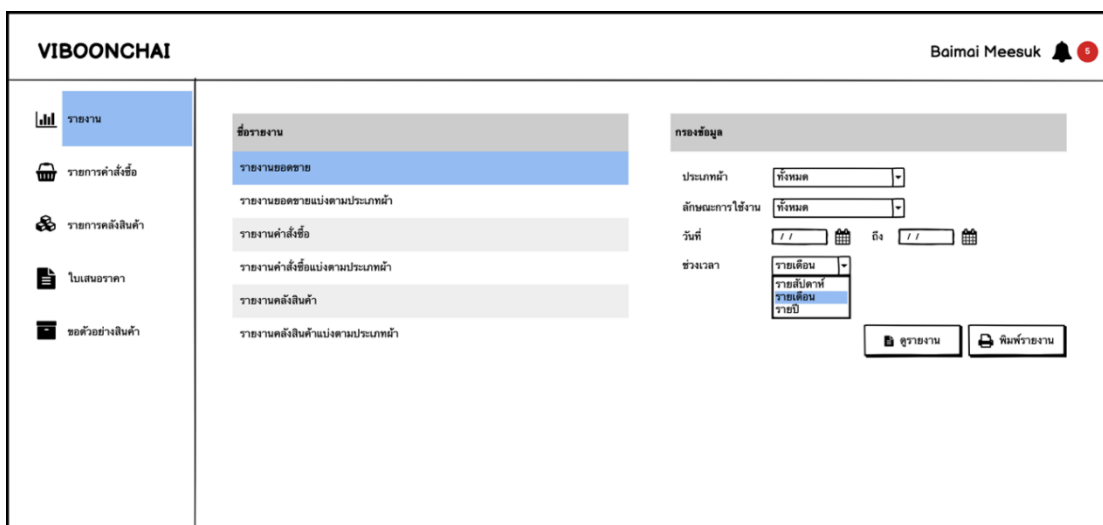 VIBOONCHAI
Baimai Meesuk
5
รายงาน
รายการคำสั่งซื้อ
รายการคลังสินค้า
ใบเสนอราคา
ขอตัวอย่างสินค้า
ชื่อรายงาน
รายงานยอดขาย
รายงานยอดขายแบ่งตามประเภทผ้า
รายงานคำสั่งซื้อ
รายงานคำสั่งซื้อแบ่งตามประเภทผ้า
รายงานคลังสินค้า
รายงานคลังสินค้าแบ่งตามประเภทผ้า
กรองข้อมูล
ประเภทผ้า ทั้งหมด
ลักษณะการใช้งาน ทั้งหมด
วันที่ / / ถึง / /
ช่วงเวลา รายเดือน
รายสัปดาห์
รายเดือน
รายปี
ดูรายงาน พิมพ์รายงาน